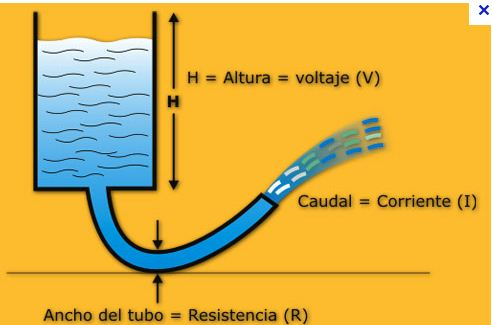 H = Altura = voltaje (V)
H
Caudal = Corriente (I)
Ancho del tubo = Resistencia (R)